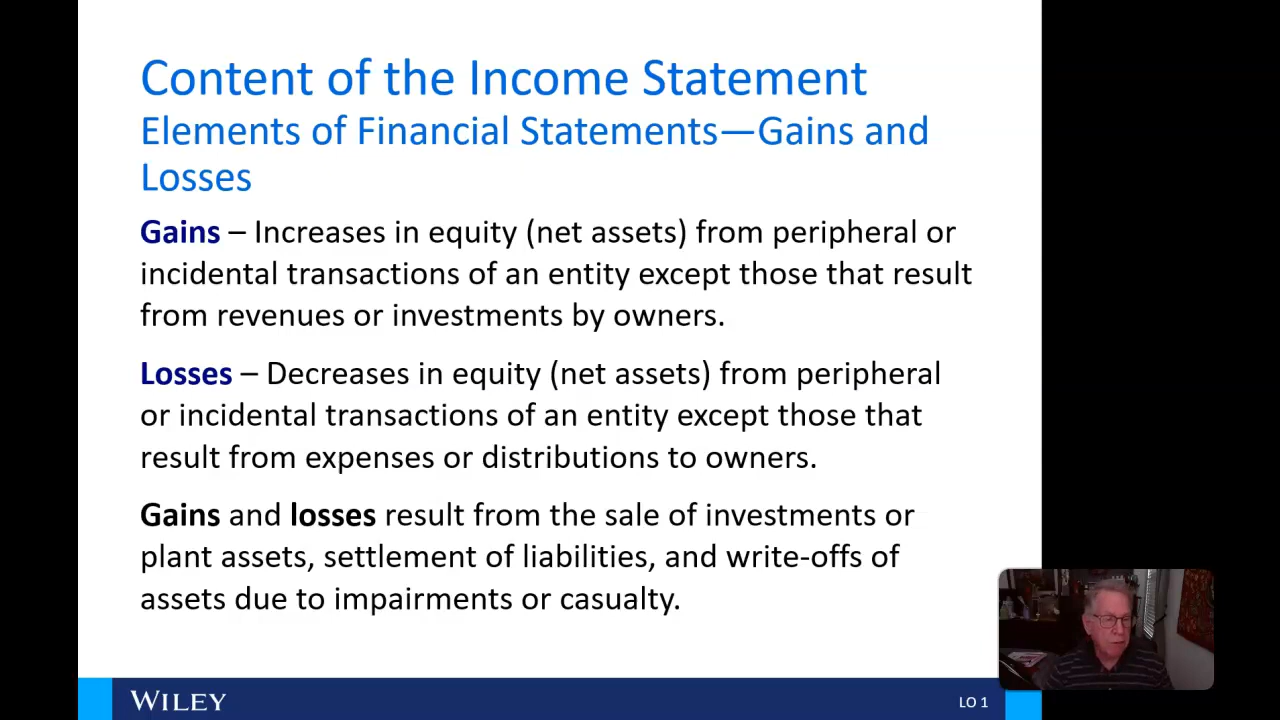 Content of the Income Statement
Elements of Financial Statements—Gains and
Losses
Gains – Increases in equity (net assets) from peripheral or
incidental transactions of an entity except those that result
from revenues or investments by owners.
Losses – Decreases in equity (net assets) from peripheral
or incidental transactions of an entity except those that
result from expenses or distributions to owners.
Gains and losses result from the sale of investments or
plant assets, settlement of liabilities, and write-offs of
assets due to impairments or casualty.
WILEY
LO 1